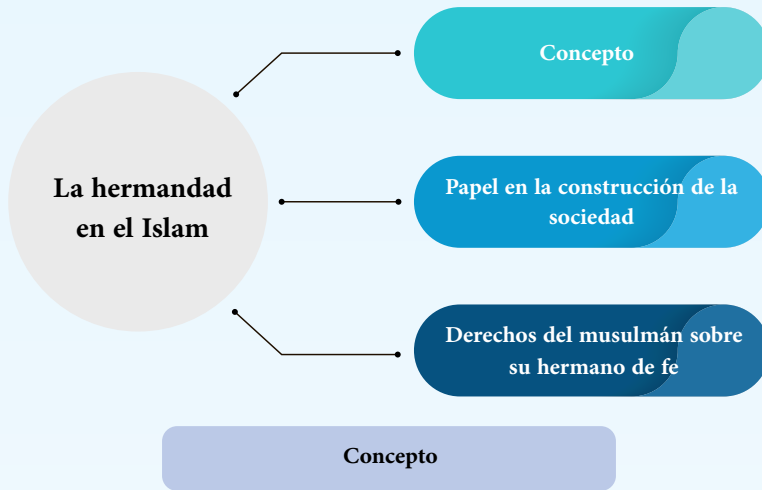 La hermandad
en el Islam
Concepto
Papel en la construcción de la
sociedad
Derechos del musulmán sobre
su hermano de fe
Concepto